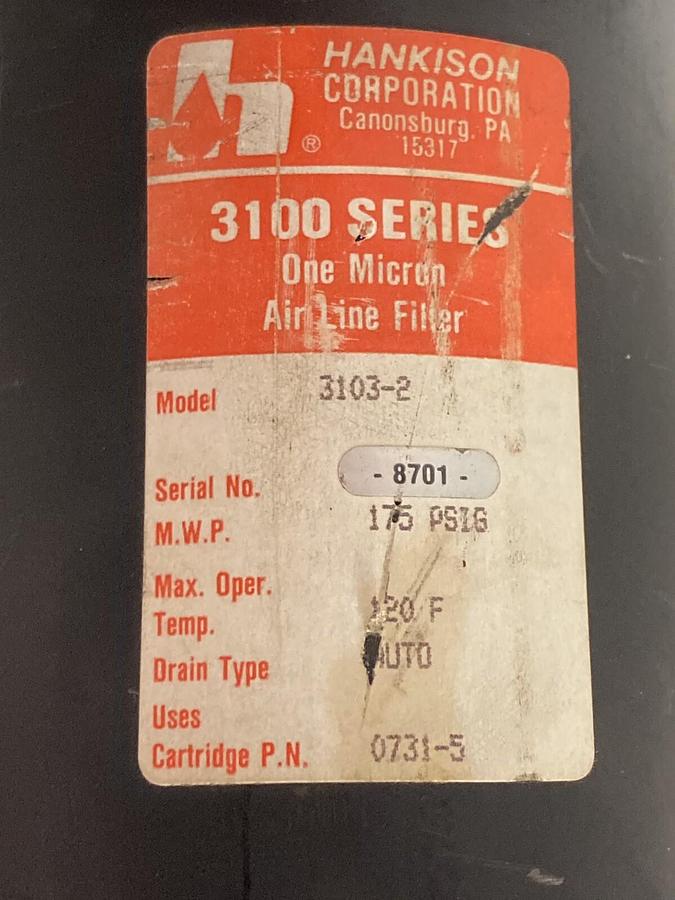 h ®
HANKISON
CORPORATION
Canonsburg, PA
15317
3100 SERIES
One Micron
Air Line Filter
Model 3103-2
Serial No. - 8701 -
M.W.P. 175 PSIG
Max. Oper.
Temp. 120 F
Drain Type AUTO
Uses
Cartridge P.N. 0731-5